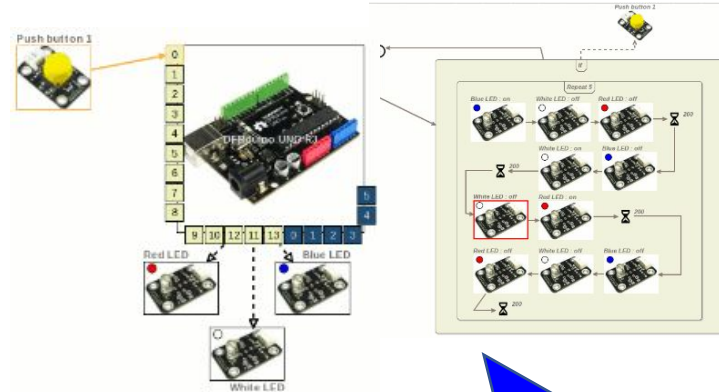 Push button 1
0
1
2
3
4
5
6
7
8
DFRduino UNO R3
5
4
9 10 12 11 13 0 1 2 3
Red LED
Blue LED
White LED
Push button 1
If
Repeat 5
Blue LED : on
White LED : off
Red LED : off
200
200
White LED : on
Blue LED : off
White LED : off
Red LED : on
200
Red LED : off
White LED : off
Blue LED : off
200